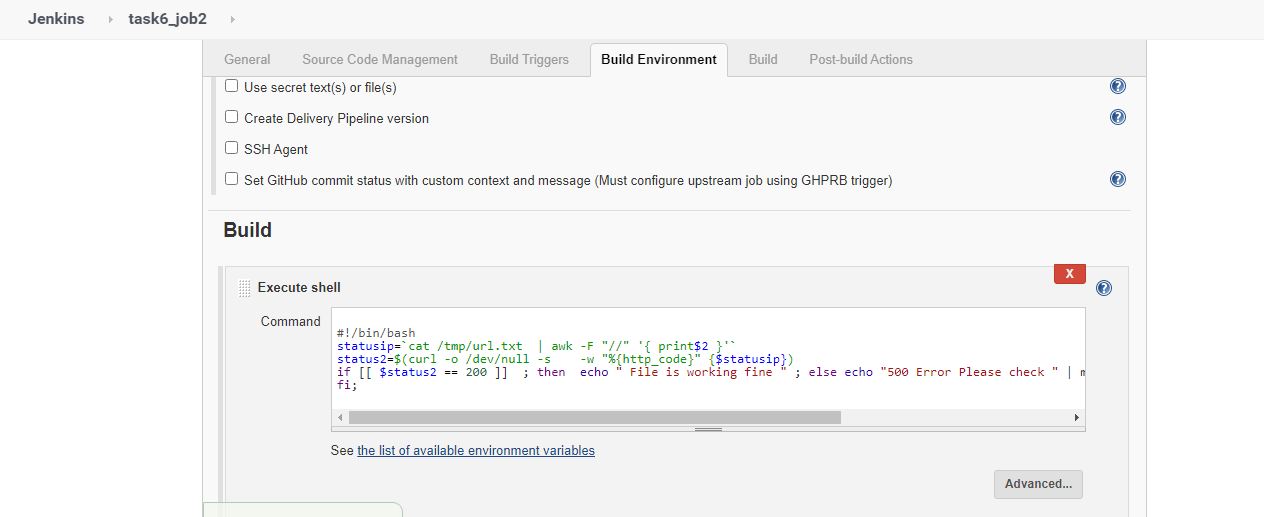 Jenkins task6_job2
General Source Code Management Build Triggers Build Environment Build Post-build Actions
Use secret text(s) or file(s)
Create Delivery Pipeline version
SSH Agent
Set GitHub commit status with custom context and message (Must configure upstream job using GHPRB trigger)
Build
X
Execute shell
Command
#!/bin/bash
statusip=`cat /tmp/url.txt  | awk -F "//" '{ print$2 }'`
status2=$(curl -o /dev/null -s    -w "%{http_code}" {$statusip})
if [[ $status2 == 200 ]]  ; then  echo " File is working fine " ; else echo "500 Error Please check " | m
fi;
See the list of available environment variables
Advanced...